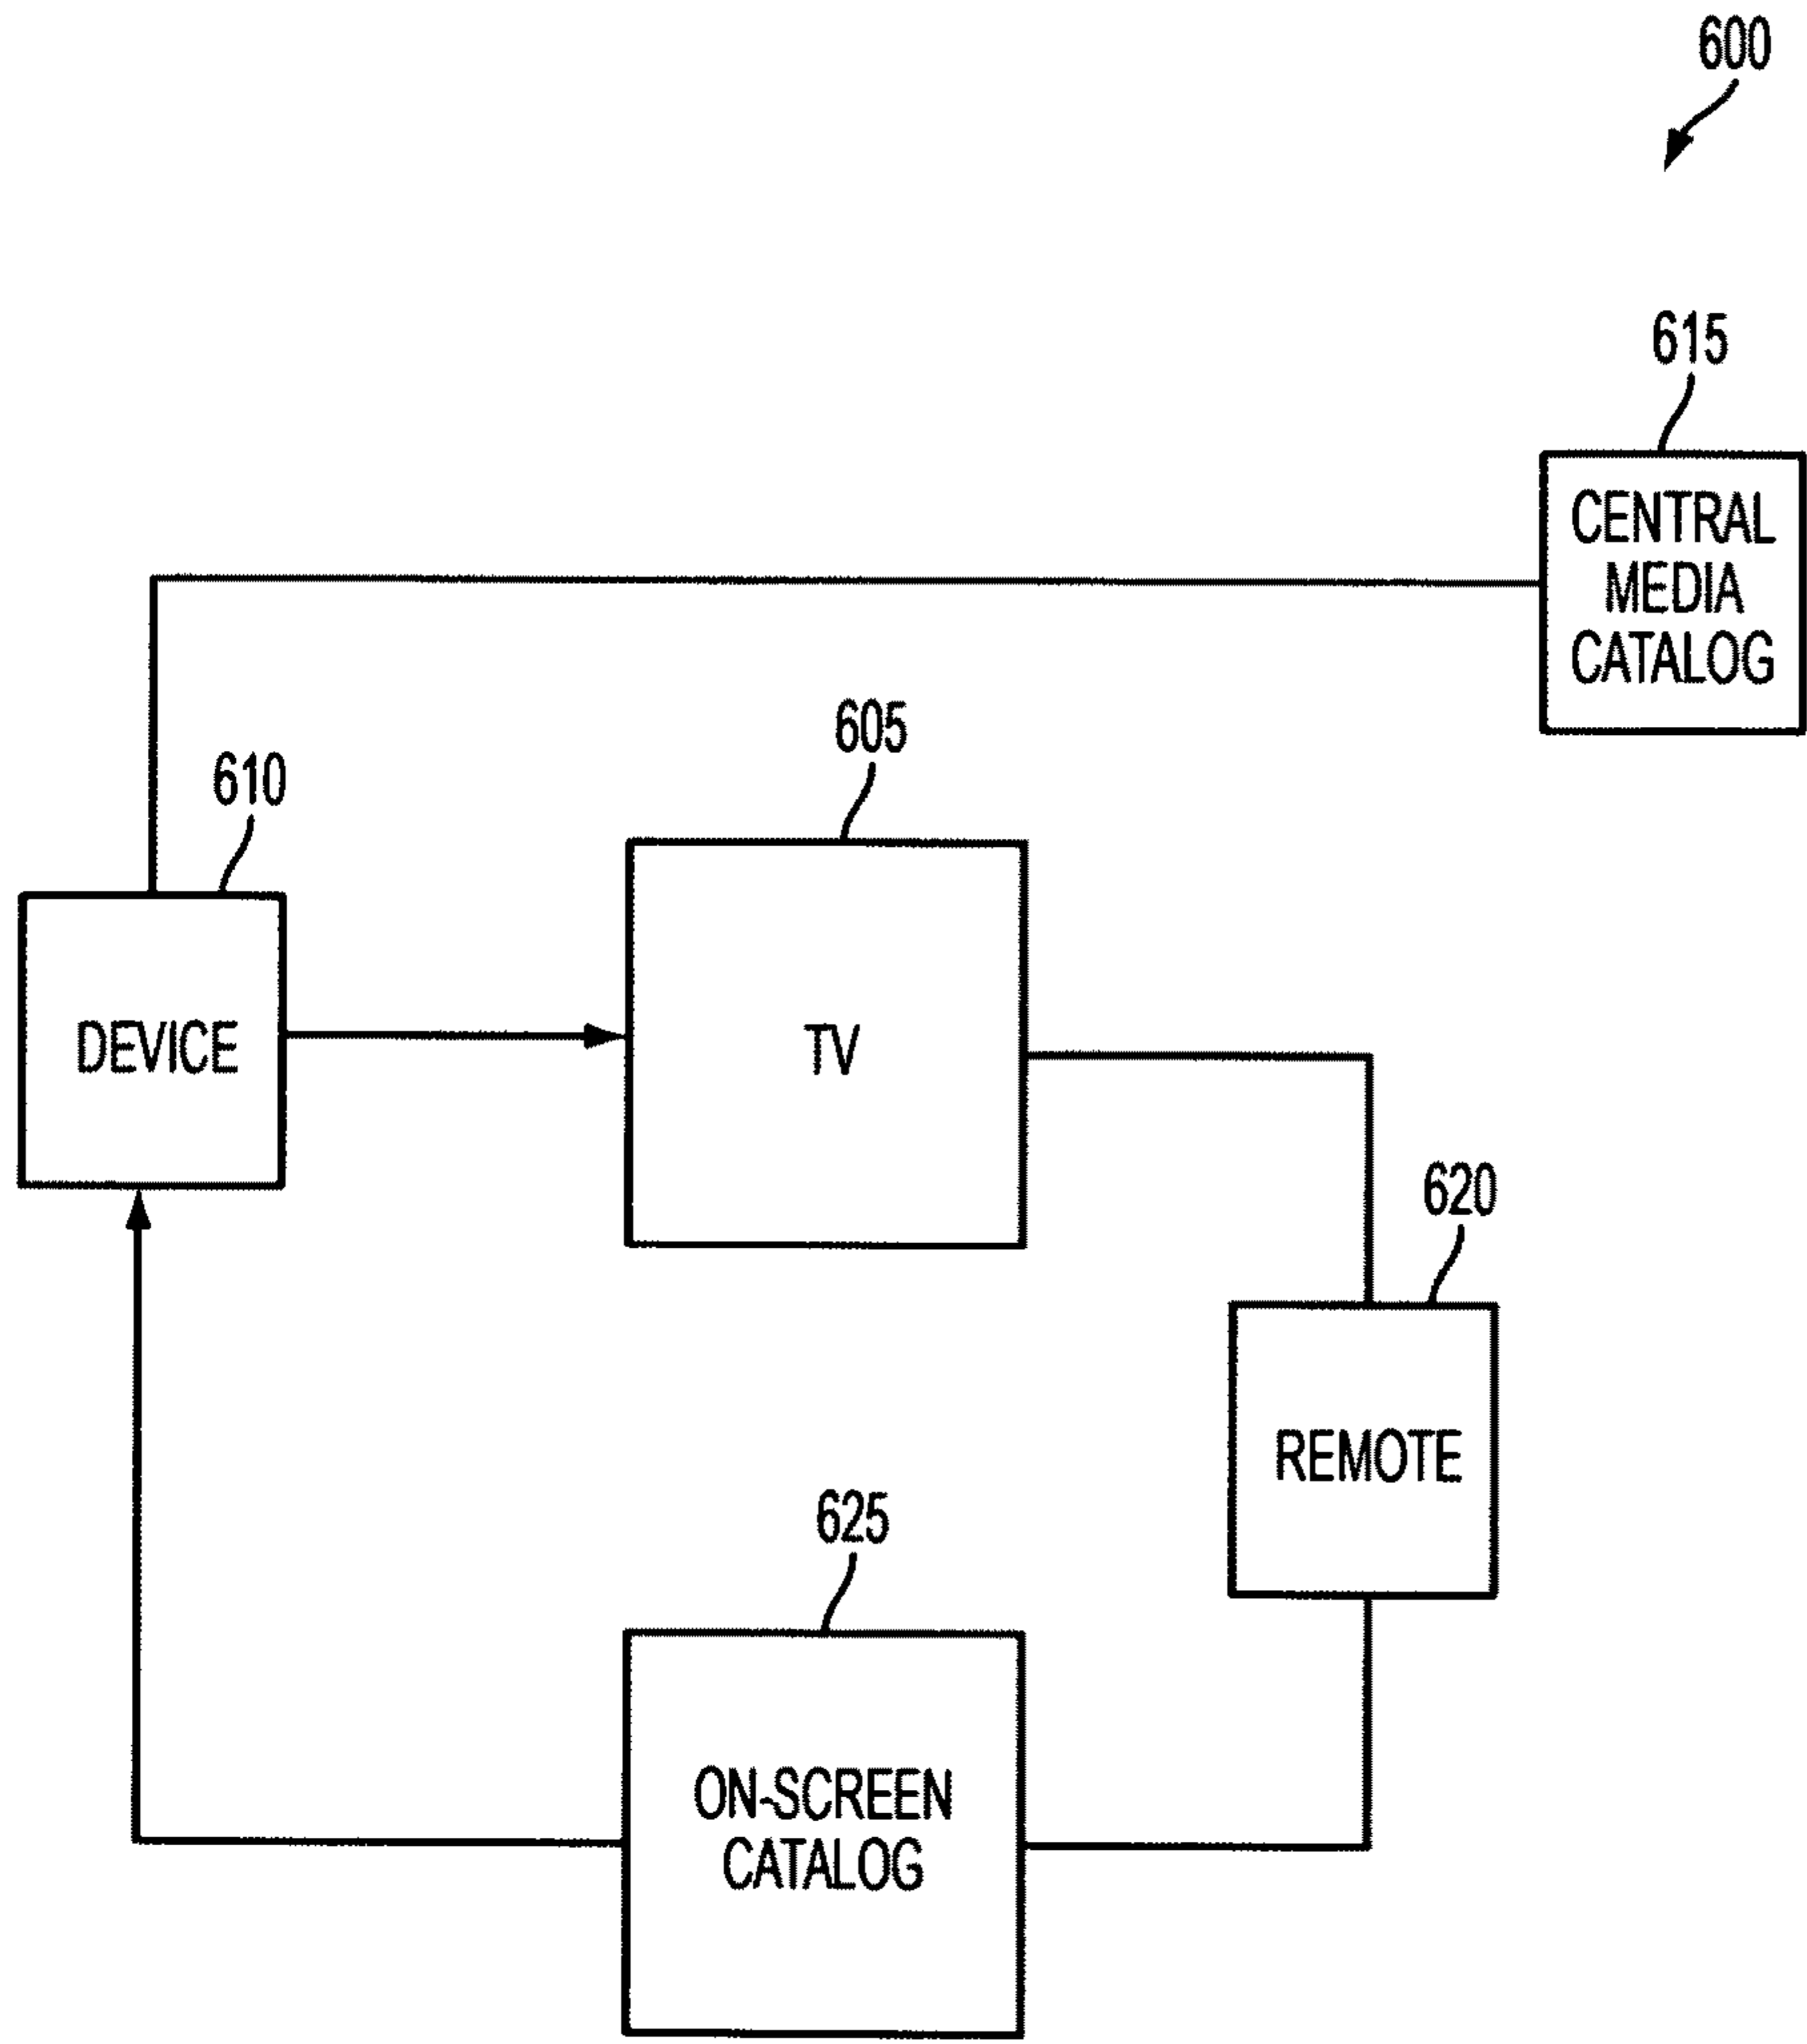 600
615
CENTRAL
MEDIA
CATALOG
605
610
DEVICE
TV
620
REMOTE
625
ON-SCREEN
CATALOG